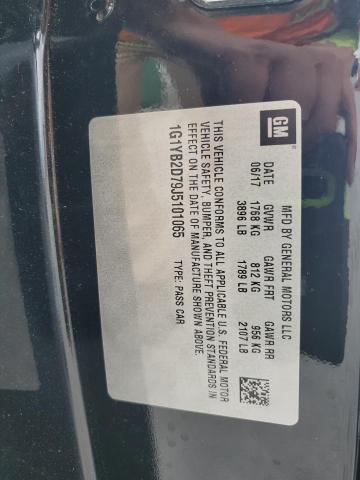 GM
MFD BY GENERAL MOTORS LLC
DATE GVWR GAWR FRT GAWR RR
06/17 1768 KG 812 KG 956 KG
3896 LB 1789 LB 2107 LB
THIS VEHICLE CONFORMS TO ALL APPLICABLE U.S. FEDERAL MOTOR
VEHICLE SAFETY, BUMPER, AND THEFT PREVENTION STANDARDS IN
EFFECT ON THE DATE OF MANUFACTURE SHOWN ABOVE.
1G1YB2D79J5101065 TYPE: PASS CAR